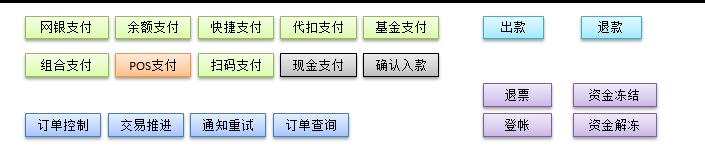 网银支付 余额支付 快捷支付 代扣支付 基金支付 出款 退款
组合支付 POS支付 扫码支付 现金支付 确认入款
退票 资金冻结
订单控制 交易推进 通知重试 订单查询 登帐 资金解冻